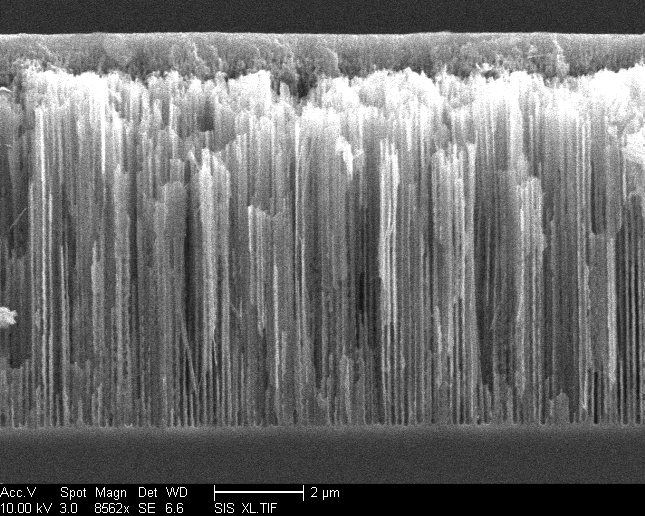 Acc.V Spot Magn Det WD 2 µm
10.00 kV 3.0 8562x SE 6.6 SIS XL.TIF